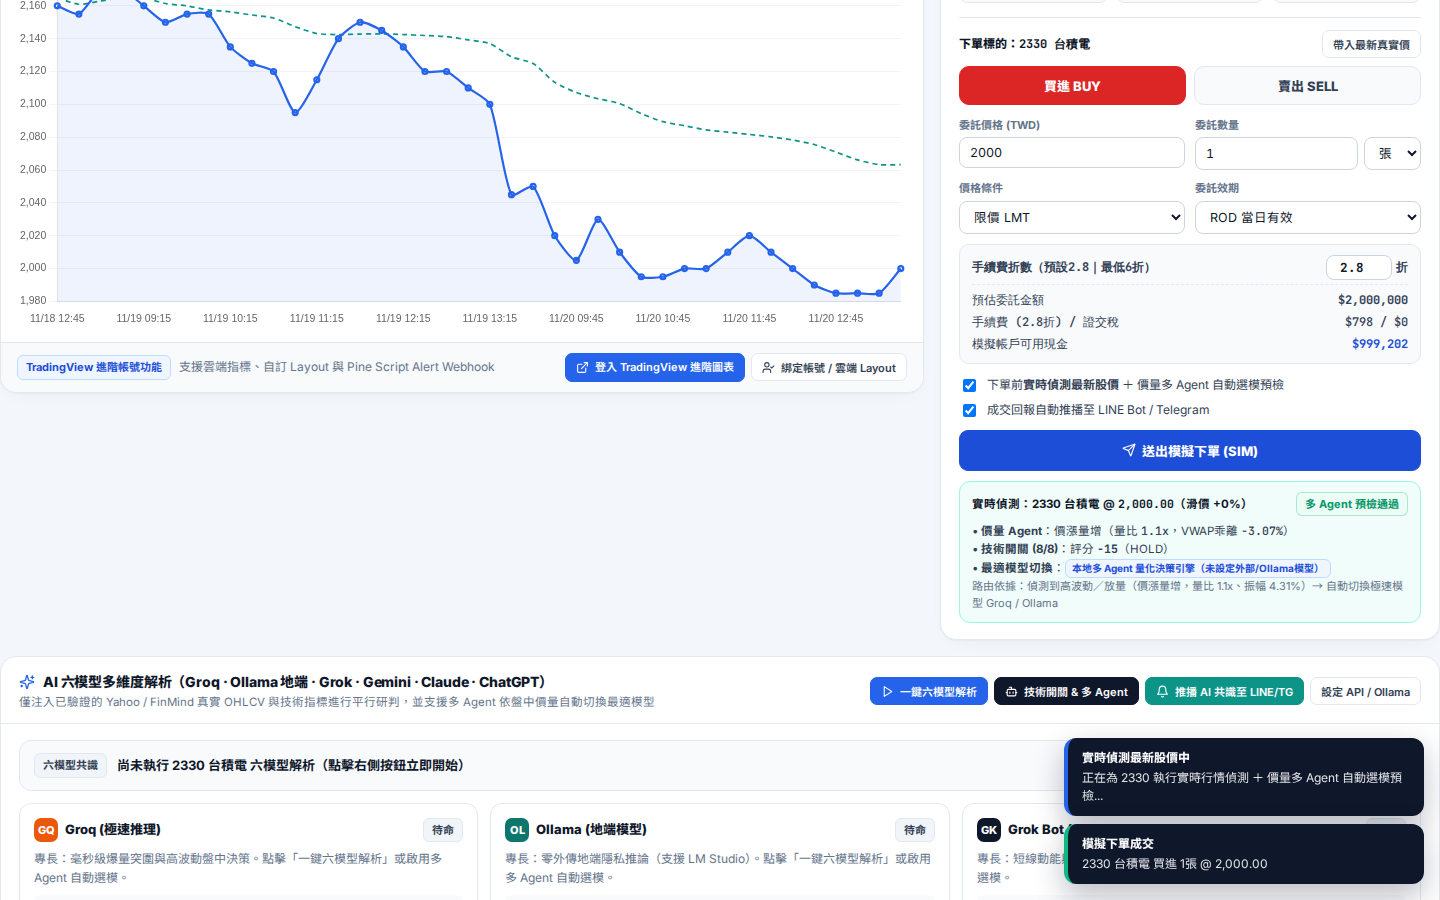 2,160
2,140
2,120
2,100
2,080
2,060
2,040
2,020
2,000
1,980
11/18 12:45
11/19 09:15
11/19 10:15
11/19 11:15
11/19 12:15
11/19 13:15
11/20 09:45
11/20 10:45
11/20 11:45
11/20 12:45
TradingView 進階帳號功能
支援雲端指標、自訂 Layout 與 Pine Script Alert Webhook
登入 TradingView 進階圖表
綁定帳號 / 雲端 Layout
下單標的：2330 台積電
帶入最新真實價
買進 BUY
賣出 SELL
委託價格 (TWD)
委託數量
2000
1
張
價格條件
委託效期
限價 LMT
ROD 當日有效
手續費折數（預設2.8｜最低6折）
2.8 折
預估委託金額
$2,000,000
手續費 (2.8折) / 證交稅
$798 / $0
模擬帳戶可用現金
$999,202
下單前實時偵測最新股價 ＋ 價量多 Agent 自動選模預檢
成交回報自動推播至 LINE Bot / Telegram
送出模擬下單 (SIM)
實時偵測：2330 台積電 @ 2,000.00（滑價 +0%）
多 Agent 預檢通過
• 價量 Agent：價漲量增（量比 1.1x，VWAP乖離 -3.07%）
• 技術開關 (8/8)：評分 -15（HOLD）
• 最適模型切換：本地多 Agent 量化決策引擎（未設定外部/Ollama模型）
路由依據：偵測到高波動／放量（價漲量增，量比 1.1x、振幅 4.31%）→ 自動切換極速模
型 Groq / Ollama
AI 六模型多維度解析（Groq · Ollama 地端 · Grok · Gemini · Claude · ChatGPT）
僅注入已驗證的 Yahoo / FinMind 真實 OHLCV 與技術指標進行平行研判，並支援多 Agent 依盤中價量自動切換最適模型
一鍵六模型解析
技術開關 & 多 Agent
推播 AI 共識至 LINE/TG
設定 API / Ollama
六模型共識
尚未執行 2330 台積電 六模型解析（點擊右側按鈕立即開始）
GQ
Groq (極速推理)
待命
專長：毫秒級爆量突圍與高波動盤中決策。點擊「一鍵六模型解析」或啟用多
Agent 自動選模。
OL
Ollama (地端模型)
待命
專長：零外傳地端隱私推論（支援 LM Studio）。點擊「一鍵六模型解析」或啟用
多 Agent 自動選模。
GK
Grok Bot
專長：短線動能
選模。
實時偵測最新股價中
正在為 2330 執行實時行情偵測 ＋ 價量多 Agent 自動選模預
檢...
模擬下單成交
2330 台積電 買進 1張 @ 2,000.00